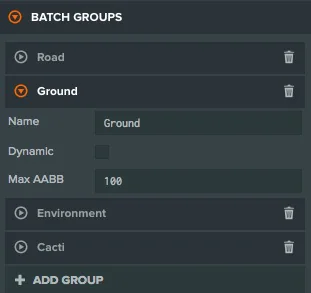 BATCH GROUPS
Road
Ground
Name Ground
Dynamic
Max AABB 100
Environment
Cacti
+ ADD GROUP